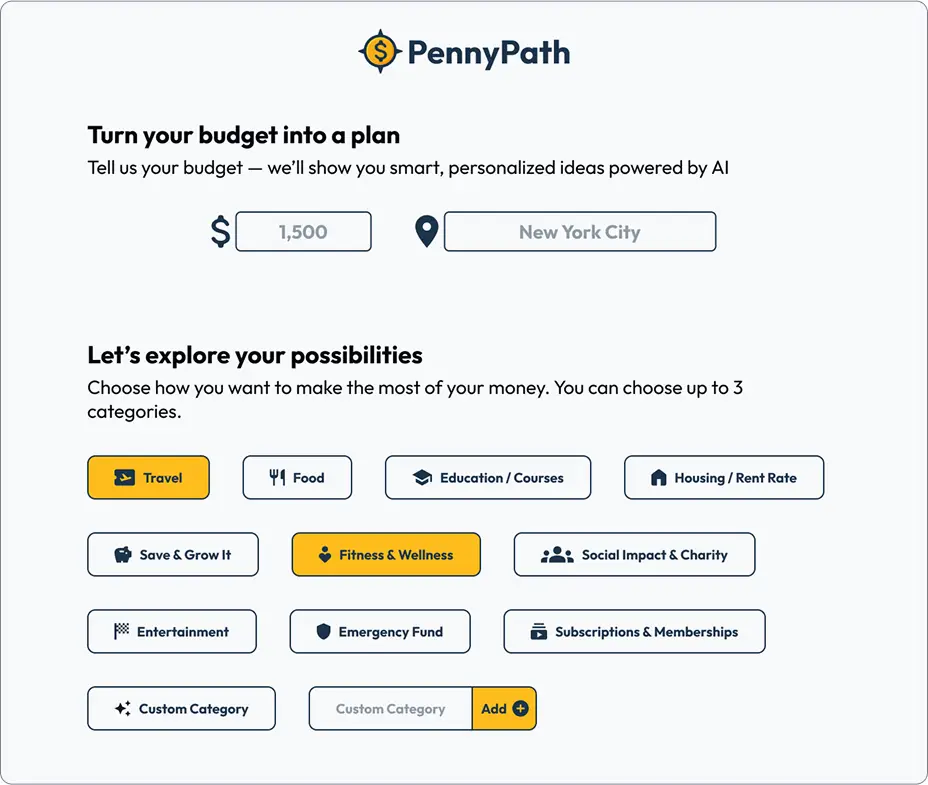 $ PennyPath
Turn your budget into a plan
Tell us your budget — we’ll show you smart, personalized ideas powered by AI
$ 1,500 New York City
Let’s explore your possibilities
Choose how you want to make the most of your money. You can choose up to 3
categories.
Travel Food Education / Courses Housing / Rent Rate
Save & Grow It Fitness & Wellness Social Impact & Charity
Entertainment Emergency Fund Subscriptions & Memberships
Custom Category Custom Category Add